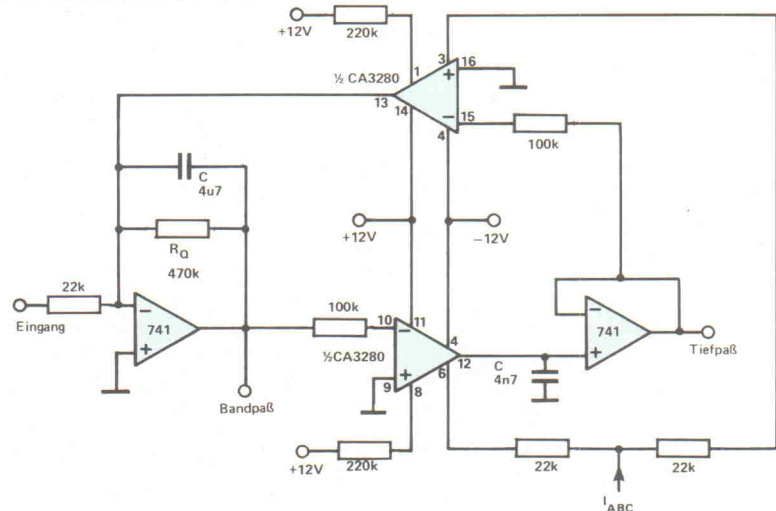 +12V
220k
½ CA3280
1
3
16
+
13
14
−
15
4
100k
C
4u7
R_Q
470k
+12V
−12V
22k
Eingang
−
741
+
100k
10
11
−
½CA3280
+
9
8
4
12
6
C
4n7
−
741
+
Tiefpaß
Bandpaß
+12V
220k
22k
22k
I_ABC